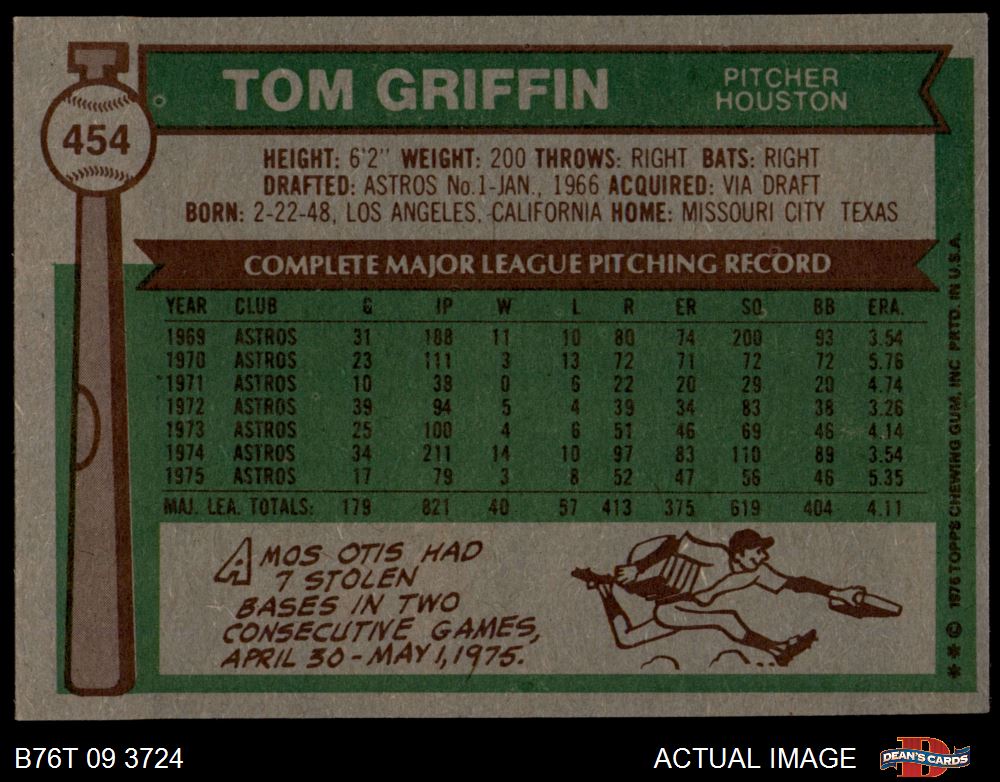 454
TOM GRIFFIN
PITCHER
HOUSTON
HEIGHT: 6'2" WEIGHT: 200 THROWS: RIGHT BATS: RIGHT
DRAFTED: ASTROS No.1-JAN., 1966 ACQUIRED: VIA DRAFT
BORN: 2-22-48, LOS ANGELES, CALIFORNIA HOME: MISSOURI CITY TEXAS
COMPLETE MAJOR LEAGUE PITCHING RECORD
YEAR CLUB G IP W L R ER SO BB ERA.
1969 ASTROS 31 188 11 10 80 74 200 93 3.54
1970 ASTROS 23 111 3 13 72 71 72 72 5.76
1971 ASTROS 10 38 0 6 22 20 29 20 4.74
1972 ASTROS 39 94 5 4 39 34 83 38 3.26
1973 ASTROS 25 100 4 6 51 46 69 46 4.14
1974 ASTROS 34 211 14 10 97 83 110 89 3.54
1975 ASTROS 17 79 3 8 52 47 56 46 5.35
MAJ. LEA. TOTALS: 179 821 40 57 413 375 619 404 4.11
AMOS OTIS HAD
7 STOLEN
BASES IN TWO
CONSECUTIVE GAMES,
APRIL 30-MAY 1, 1975.
** © 1976 TOPPS CHEWING GUM, INC PRTD. IN U.S.A.
B76T 09 3724
ACTUAL IMAGE
DEAN'S CARDS